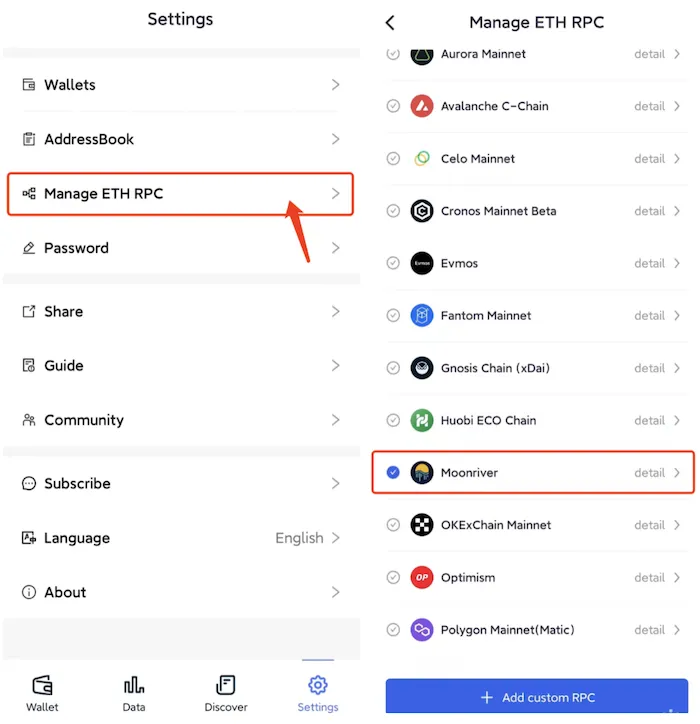 Settings
Wallets
AddressBook
Manage ETH RPC
Password
Share
Guide
Community
Subscribe
Language English
About
Wallet Data Discover Settings
Manage ETH RPC
Aurora Mainnet detail
Avalanche C-Chain detail
Celo Mainnet detail
Cronos Mainnet Beta detail
Evmos
Evmos detail
Fantom Mainnet detail
Gnosis Chain (xDai) detail
Huobi ECO Chain detail
Moonriver detail
OKExChain Mainnet detail
OP Optimism detail
Polygon Mainnet(Matic) detail
+ Add custom RPC